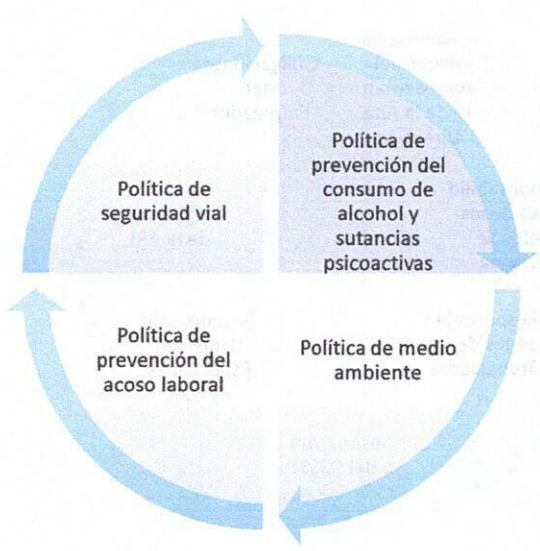 Política de
seguridad vial
Política de
prevención del
consumo de
alcohol y
sutancias
psicoactivas
Política de
prevención del
acoso laboral
Política de medio
ambiente